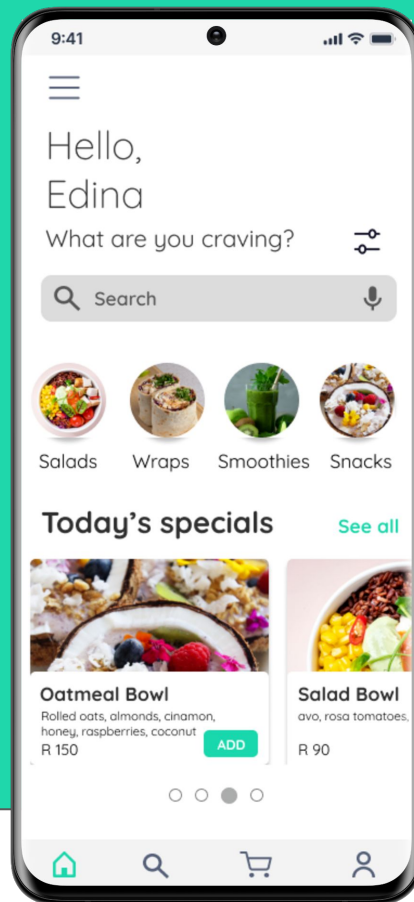 9:41
Hello,
Edina
What are you craving?
Search
Salads
Wraps
Smoothies
Snacks
Today's specials
See all
Oatmeal Bowl
Rolled oats, almonds, cinamon,
honey, raspberries, coconut
R 150
ADD
Salad Bowl
avo, rosa tomatoes,
R 90